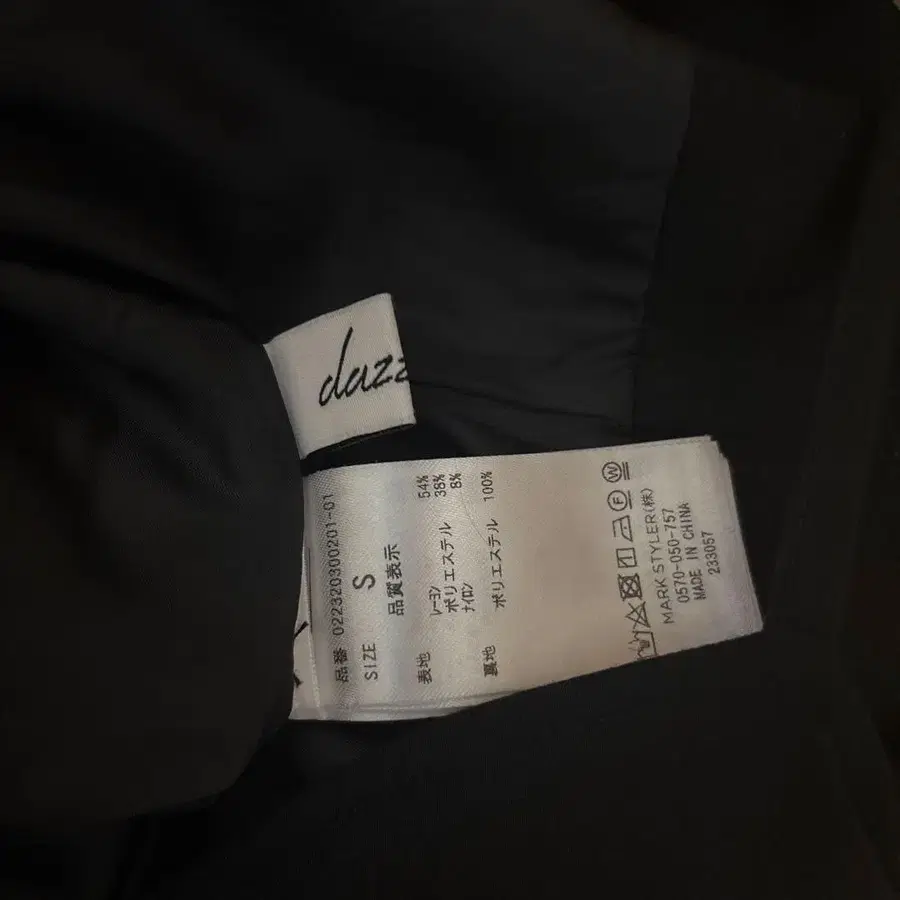 dazz
品番 022320300201-01
SIZE S
品質表示
表地 レーヨン 54%
ポリエステル 38%
ナイロン 8%
裏地 ポリエステル 100%
MARK STYLER(株)
0570-050-757
MADE IN CHINA
233057